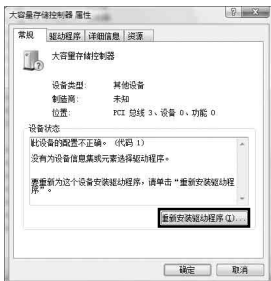 大容量存储控制器 属性
常规 驱动程序 详细信息 资源
大容量存储控制器
设备类型: 其他设备
制造商: 未知
位置: PCI 总线 3、设备 0、功能 0
设备状态
此设备的配置不正确。 (代码 1)
没有为设备信息集或元素选择驱动程序。
要重新为这个设备安装驱动程序，请单击“重新安装驱动程
序”。
重新安装驱动程序(I)...
确定 取消